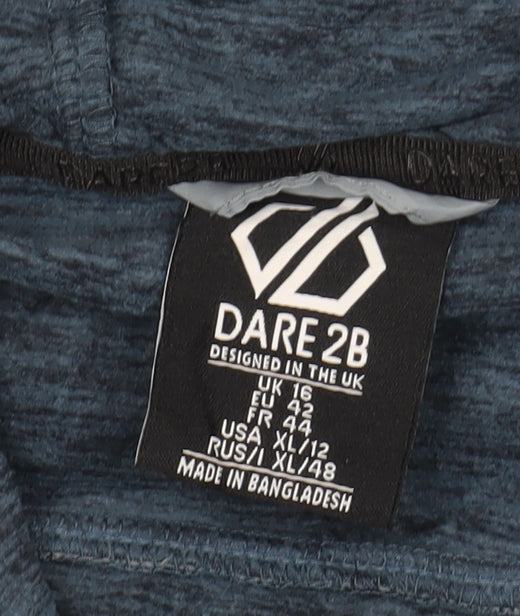 DARE 2B
DESIGNED IN THE UK
UK 16
EU 42
FR 44
USA XL/12
RUS/I XL/48
MADE IN BANGLADESH